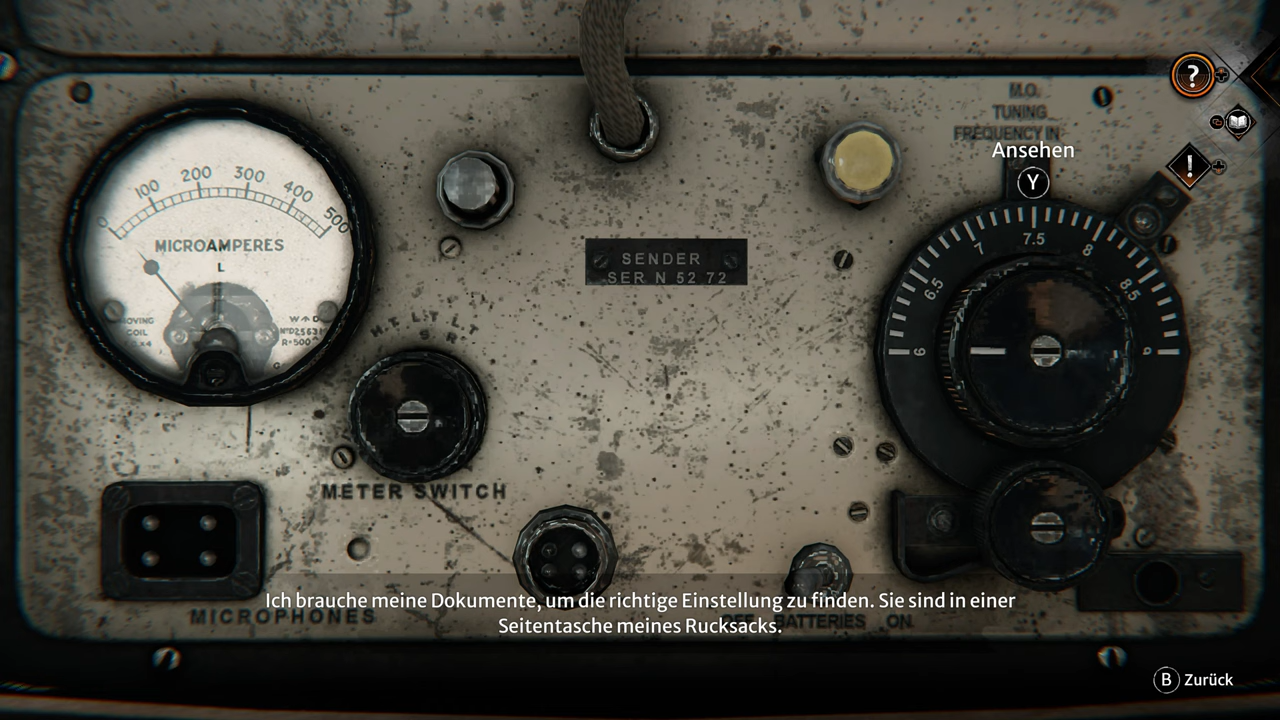 M.O.
TUNING
FREQUENCY IN
Ansehen
Y
?
!
0 100 200 300 400 500
MICROAMPERES
L
MOVING
COIL
SENDER
SER N 52 72
6 6.5 7 7.5 8 8.5 9
H.T. L.T. L.T
S. R.
METER SWITCH
MICROPHONES
BATTERIES ON
Ich brauche meine Dokumente, um die richtige Einstellung zu finden. Sie sind in einer
Seitentasche meines Rucksacks.
B Zurück